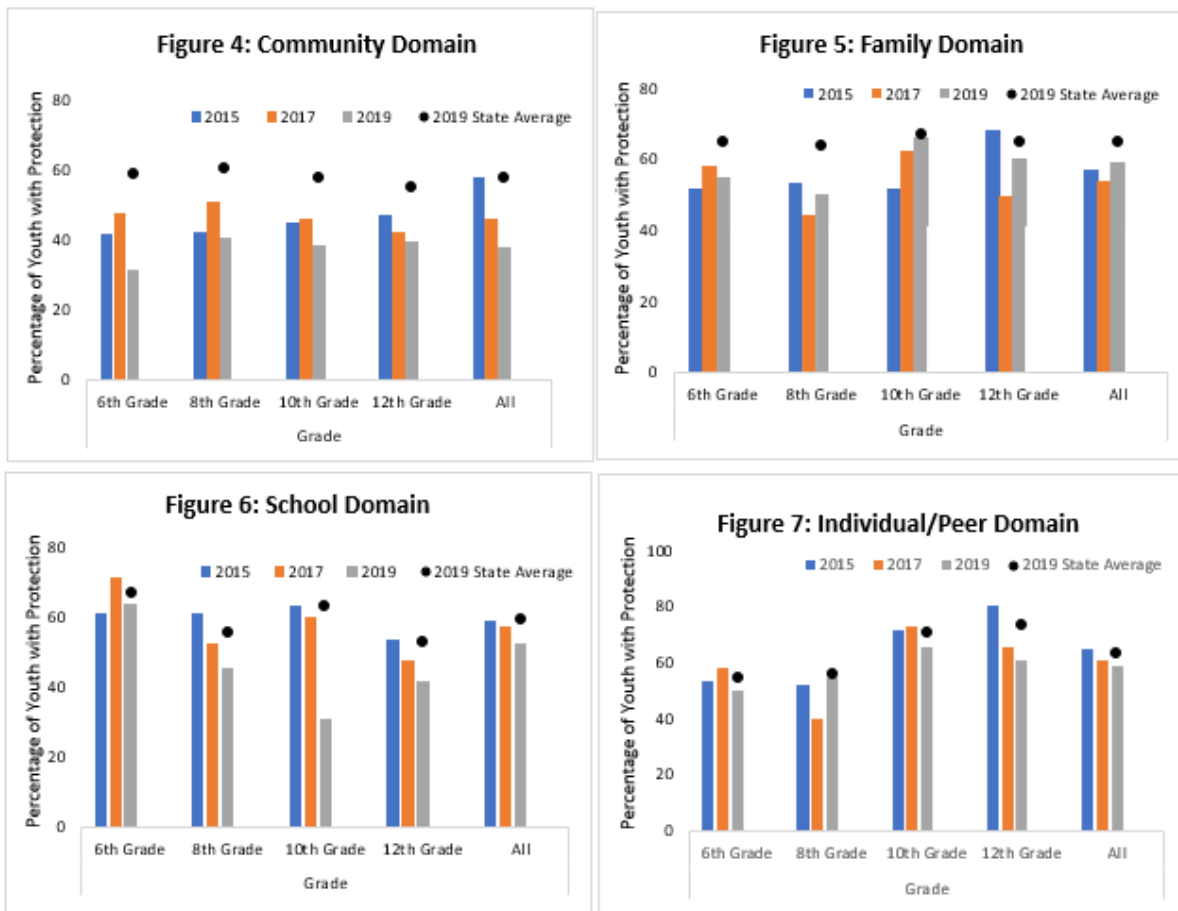 Figure 4: Community Domain
Percentage of Youth with Protection
80
60
40
20
0
2015 2017 2019 2019 State Average
6th Grade 8th Grade 10th Grade 12th Grade All
Grade
Figure 5: Family Domain
Percentage of Youth with Protection
80
60
40
20
0
2015 2017 2019 2019 State Average
6th Grade 8th Grade 10th Grade 12th Grade All
Grade
Figure 6: School Domain
Percentage of Youth with Protection
80
60
40
20
0
2015 2017 2019 2019 State Average
6th Grade 8th Grade 10th Grade 12th Grade All
Grade
Figure 7: Individual/Peer Domain
Percentage of Youth with Protection
100
80
60
40
20
0
2015 2017 2019 2019 State Average
6th Grade 8th Grade 10th Grade 12th Grade All
Grade